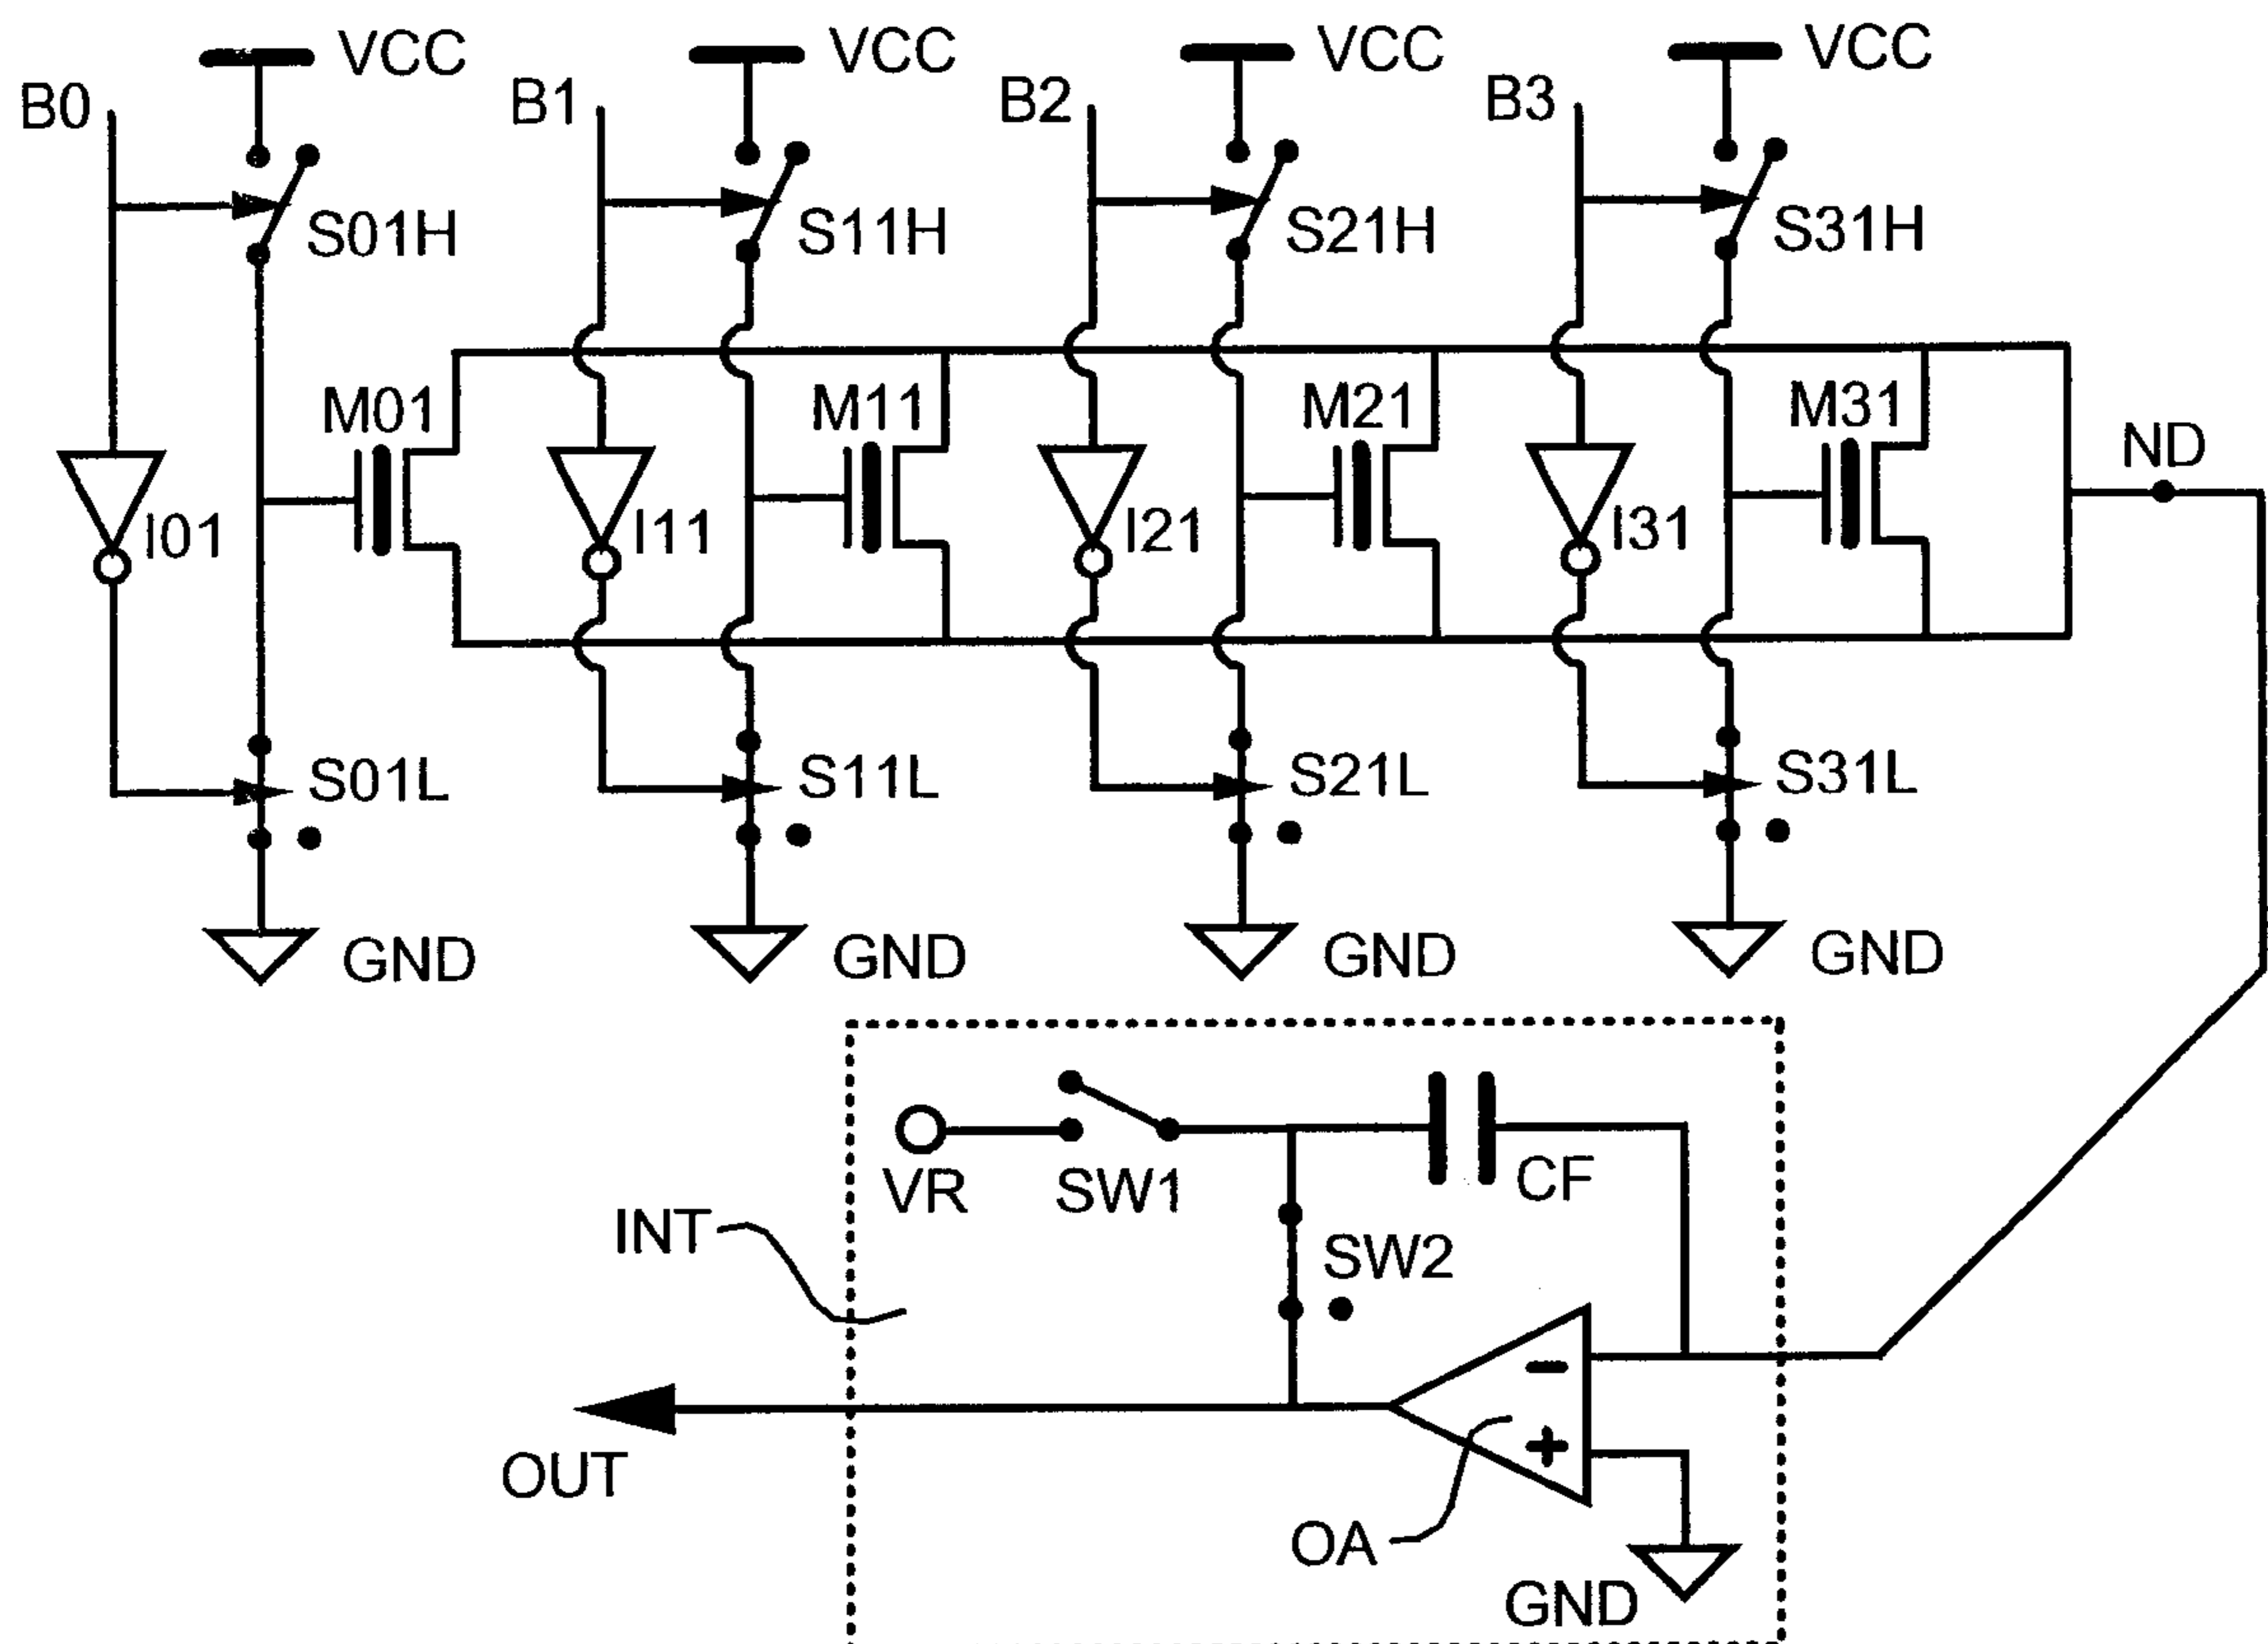 VCC VCC VCC VCC
B0 B1 B2 B3
S01H S11H S21H S31H
M01 M11 M21 M31
ND
I01 I11 I21 I31
S01L S11L S21L S31L
GND GND GND GND
VR SW1 CF
INT
SW2
−
+
OUT
OA
GND